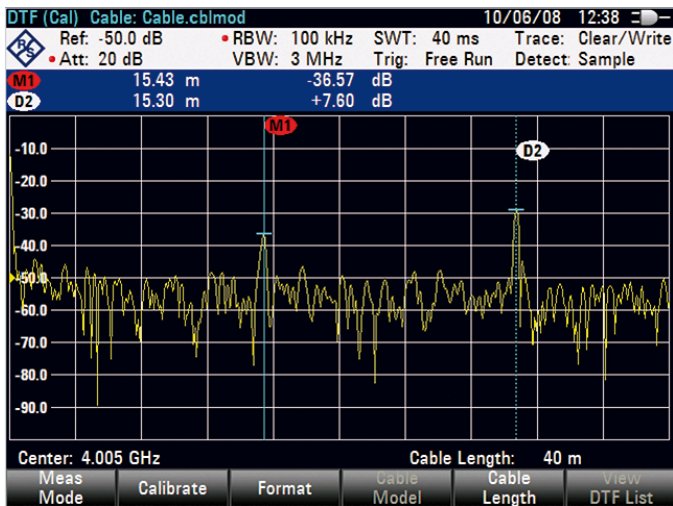 DTF (Cal) Cable: Cable.cblmod 10/06/08 12:38
R S Ref: -50.0 dB RBW: 100 kHz SWT: 40 ms Trace: Clear/Write
Att: 20 dB VBW: 3 MHz Trig: Free Run Detect: Sample
M1 15.43 m -36.57 dB
D2 15.30 m +7.60 dB
M1
D2
-10.0
-20.0
-30.0
-40.0
-50.0
-60.0
-70.0
-80.0
-90.0
Center: 4.005 GHz Cable Length: 40 m
Meas Mode Calibrate Format Cable Model Cable Length View DTF List